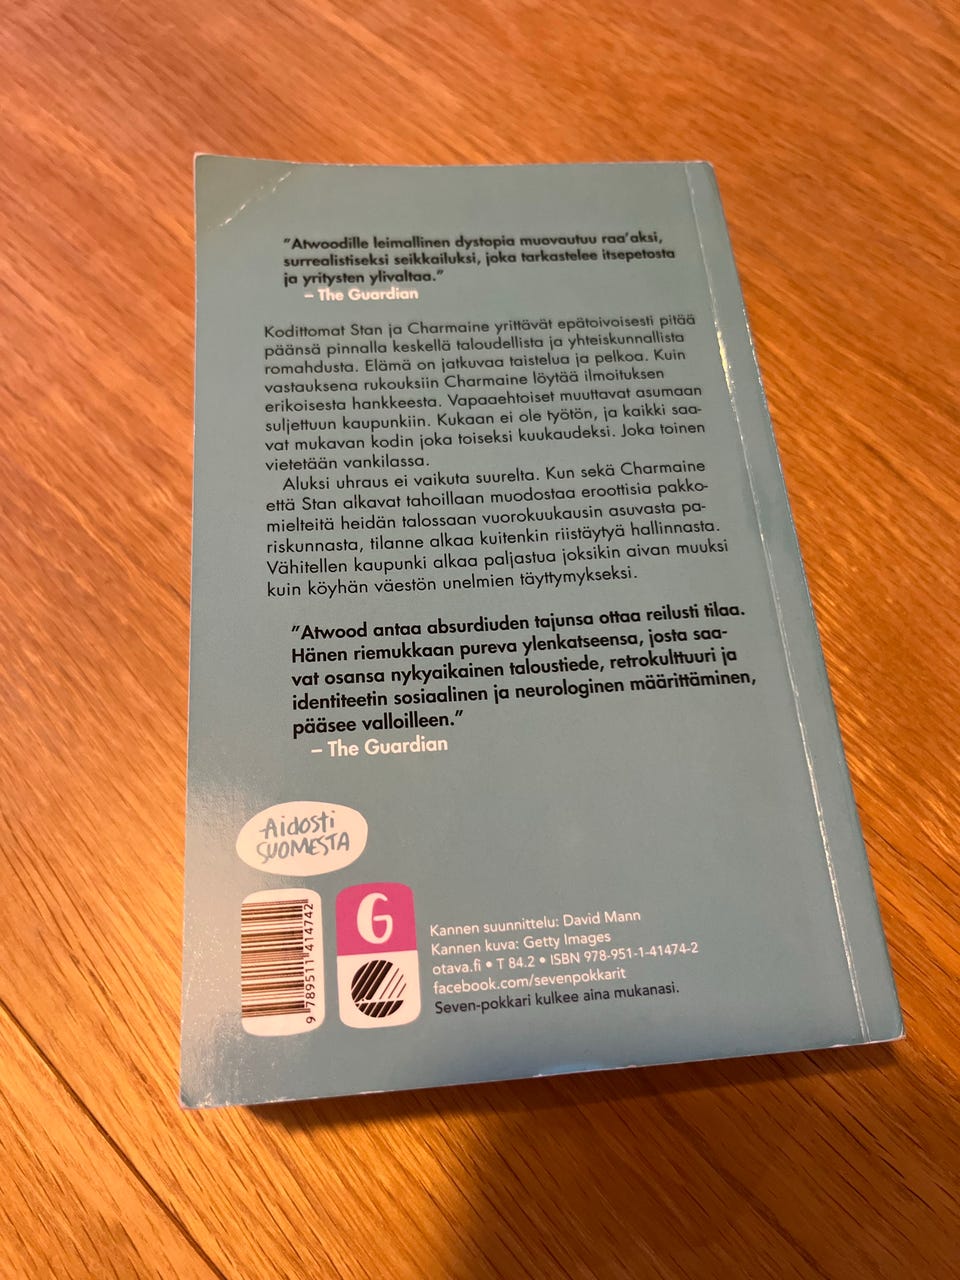 ”Atwoodille leimallinen dystopia muovautuu raa’aksi,
surrealistiseksi seikkailuksi, joka tarkastelee itsepetosta
ja yritysten ylivaltaa.”
– The Guardian
Kodittomat Stan ja Charmaine yrittävät epätoivoisesti pitää
päänsä pinnalla keskellä taloudellista ja yhteiskunnallista
romahdusta. Elämä on jatkuvaa taistelua ja pelkoa. Kuin
vastauksena rukouksiin Charmaine löytää ilmoituksen
erikoisesta hankkeesta. Vapaaehtoiset muuttavat asumaan
suljettuun kaupunkiin. Kukaan ei ole työtön, ja kaikki saa-
vat mukavan kodin joka toiseksi kuukaudeksi. Joka toinen
vietetään vankilassa.
Aluksi uhraus ei vaikuta suurelta. Kun sekä Charmaine
että Stan alkavat tahoillaan muodostaa eroottisia pakko-
mielteitä heidän talossaan vuorokuukausin asuvasta pa-
riskunnasta, tilanne alkaa kuitenkin riistäytyä hallinnasta.
Vähitellen kaupunki alkaa paljastua joksikin aivan muuksi
kuin köyhän väestön unelmien täyttymykseksi.
”Atwood antaa absurdiuden tajunsa ottaa reilusti tilaa.
Hänen riemukkaan pureva ylenkatseensa, josta saa-
vat osansa nykyaikainen taloustiede, retrokulttuuri ja
identiteetin sosiaalinen ja neurologinen määrittäminen,
pääsee valloilleen.”
– The Guardian
Aidosti
SUOMESTA
9 789511 414742
G
Kannen suunnittelu: David Mann
Kannen kuva: Getty Images
otava.fi • T 84.2 • ISBN 978-951-1-41474-2
facebook.com/sevenpokkarit
Seven-pokkari kulkee aina mukanasi.